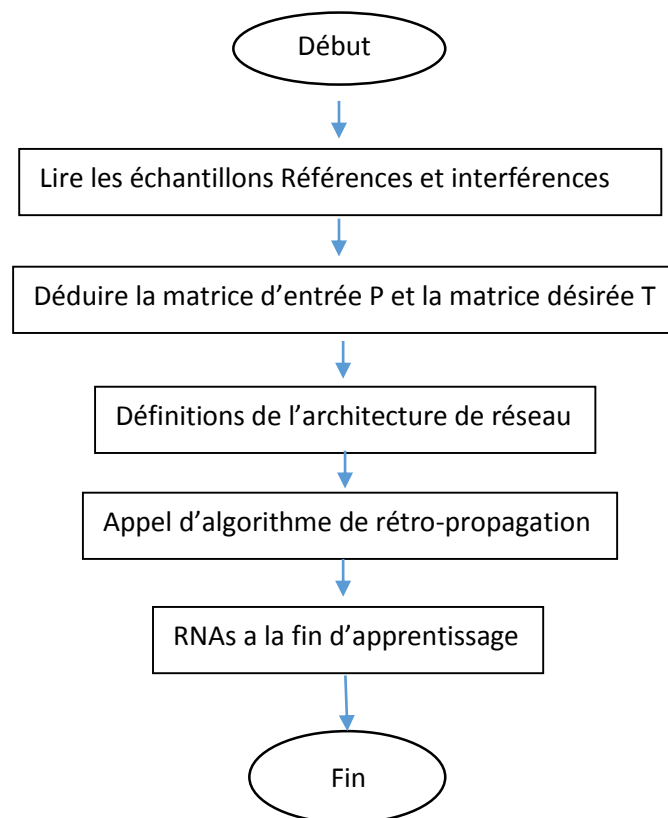 Début
Lire les échantillons Références et interférences
Déduire la matrice d’entrée P et la matrice désirée T
Définitions de l’architecture de réseau
Appel d’algorithme de rétro-propagation
RNAs a la fin d’apprentissage
Fin